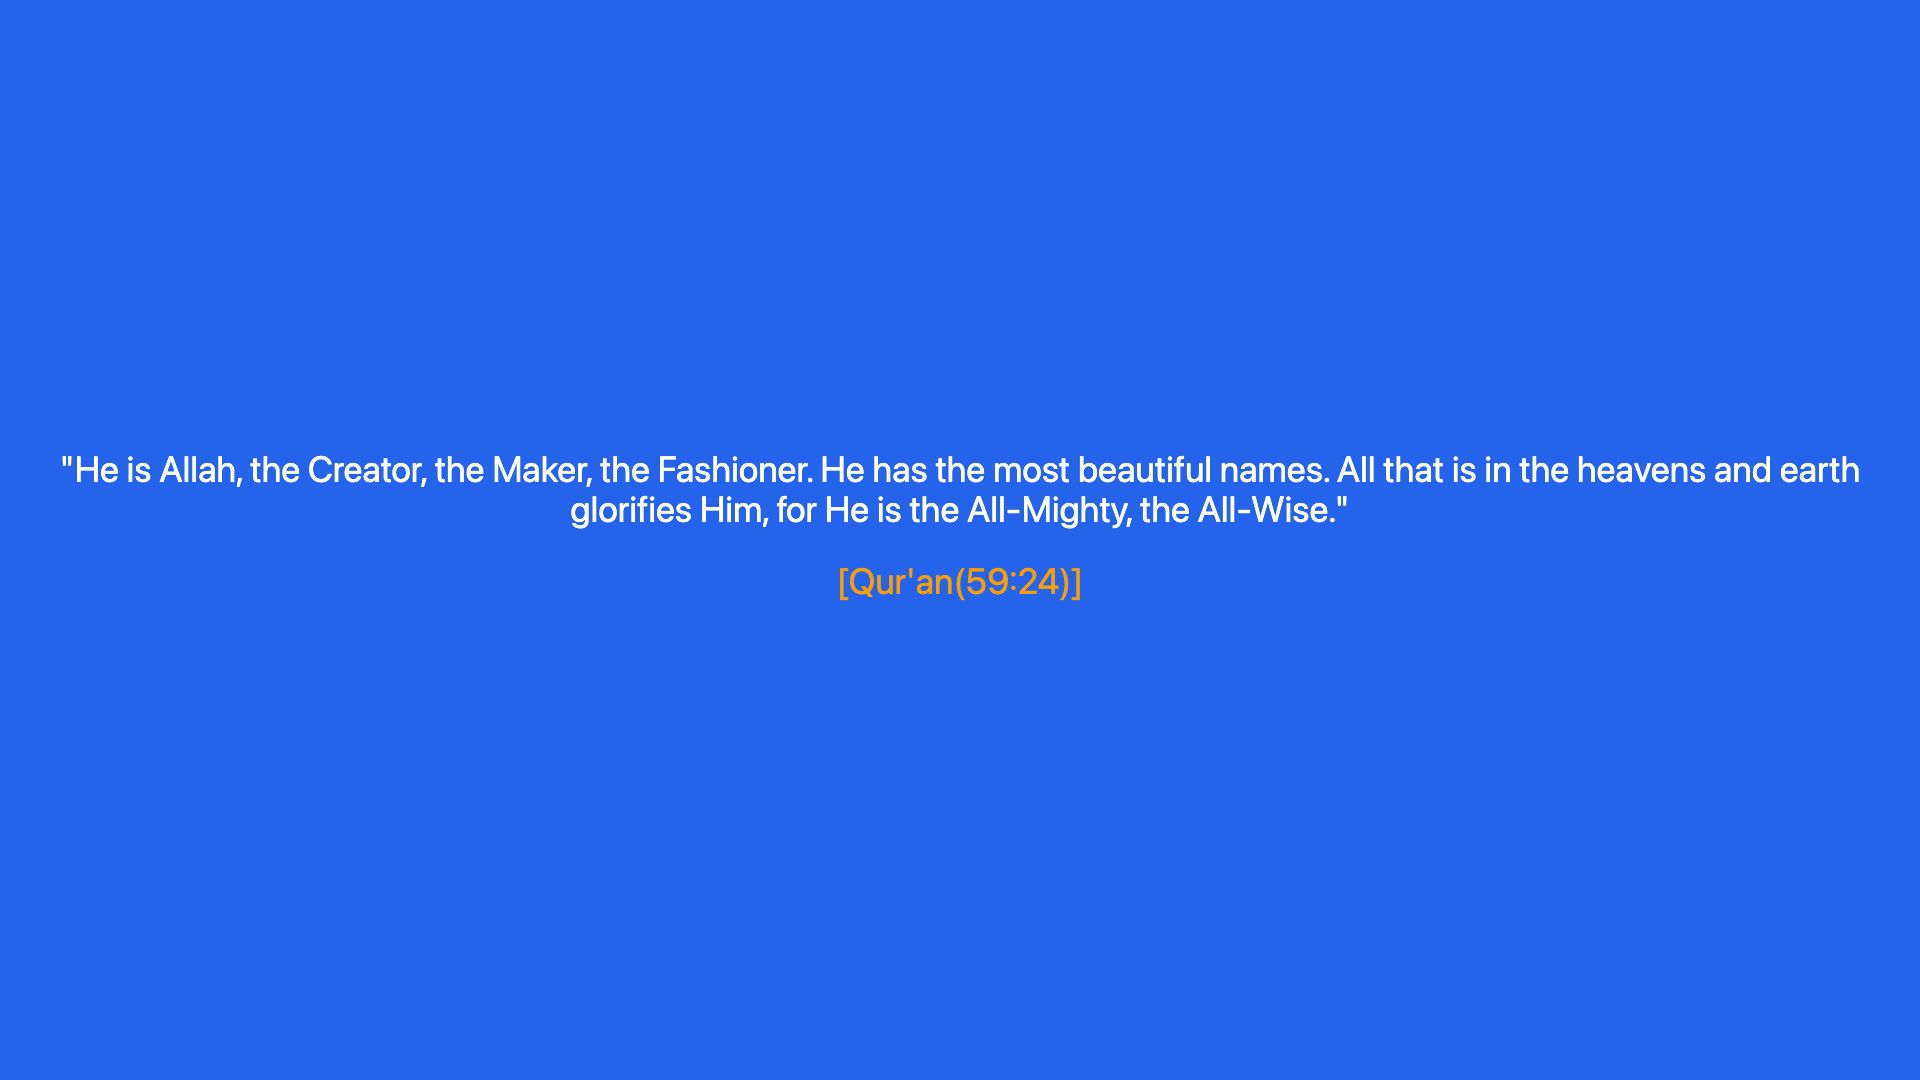 "He is Allah, the Creator, the Maker, the Fashioner. He has the most beautiful names. All that is in the heavens and earth
glorifies Him, for He is the All-Mighty, the All-Wise."
[Qur'an(59:24)]